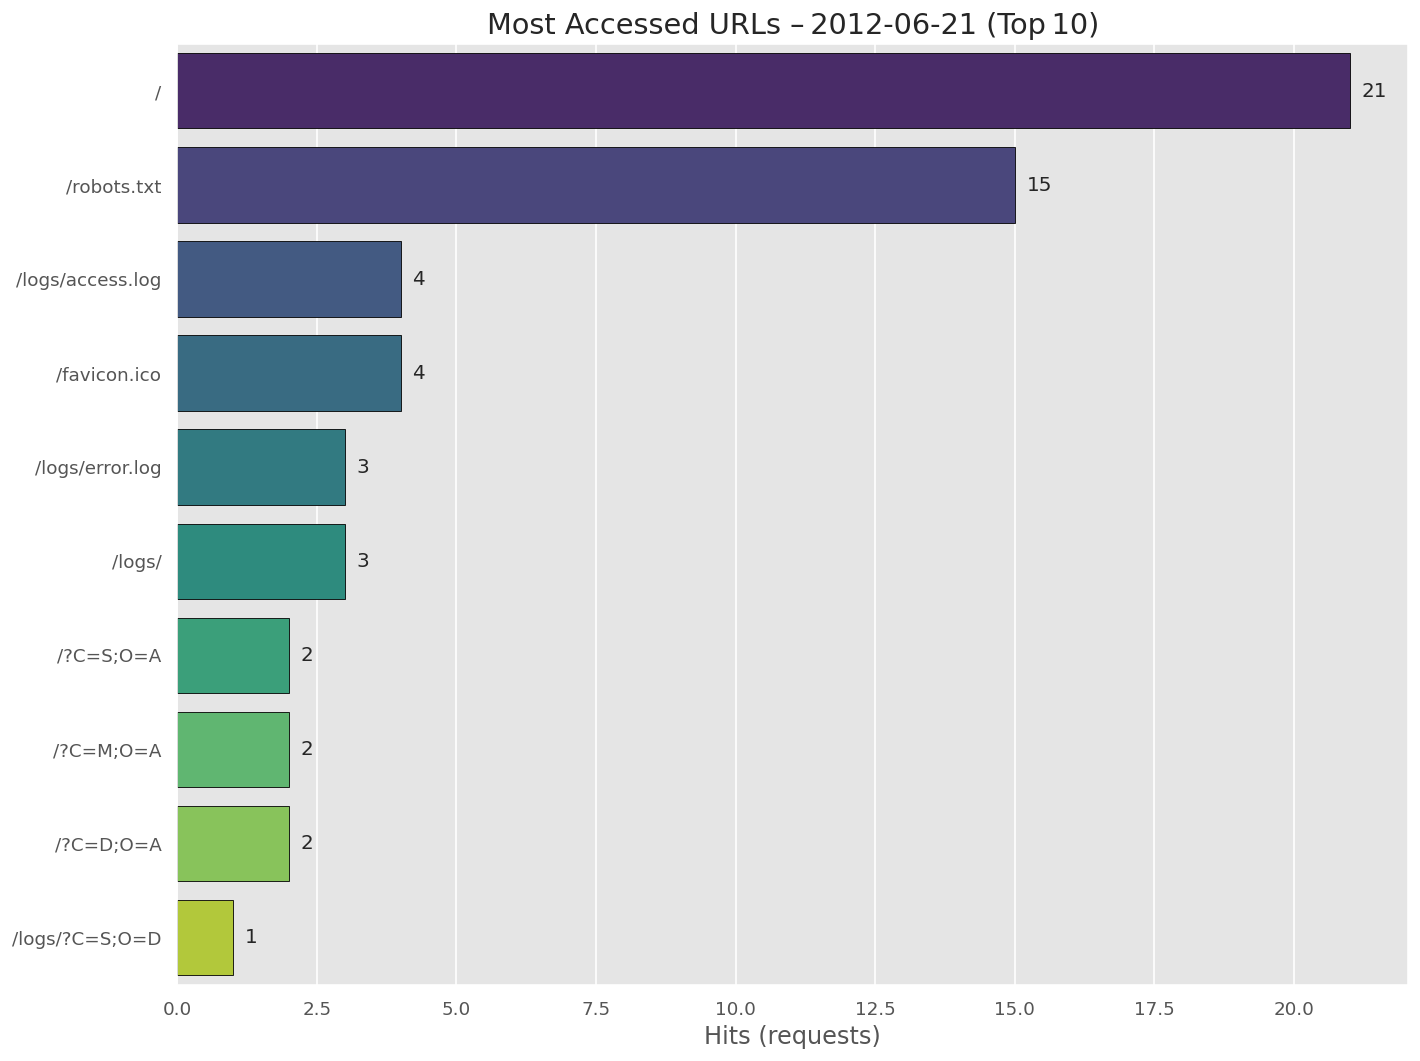 Most Accessed URLs – 2012-06-21 (Top 10)
/ 21
/robots.txt 15
/logs/access.log 4
/favicon.ico 4
/logs/error.log 3
/logs/ 3
/?C=S;O=A 2
/?C=M;O=A 2
/?C=D;O=A 2
/logs/?C=S;O=D 1
0.0 2.5 5.0 7.5 10.0 12.5 15.0 17.5 20.0
Hits (requests)